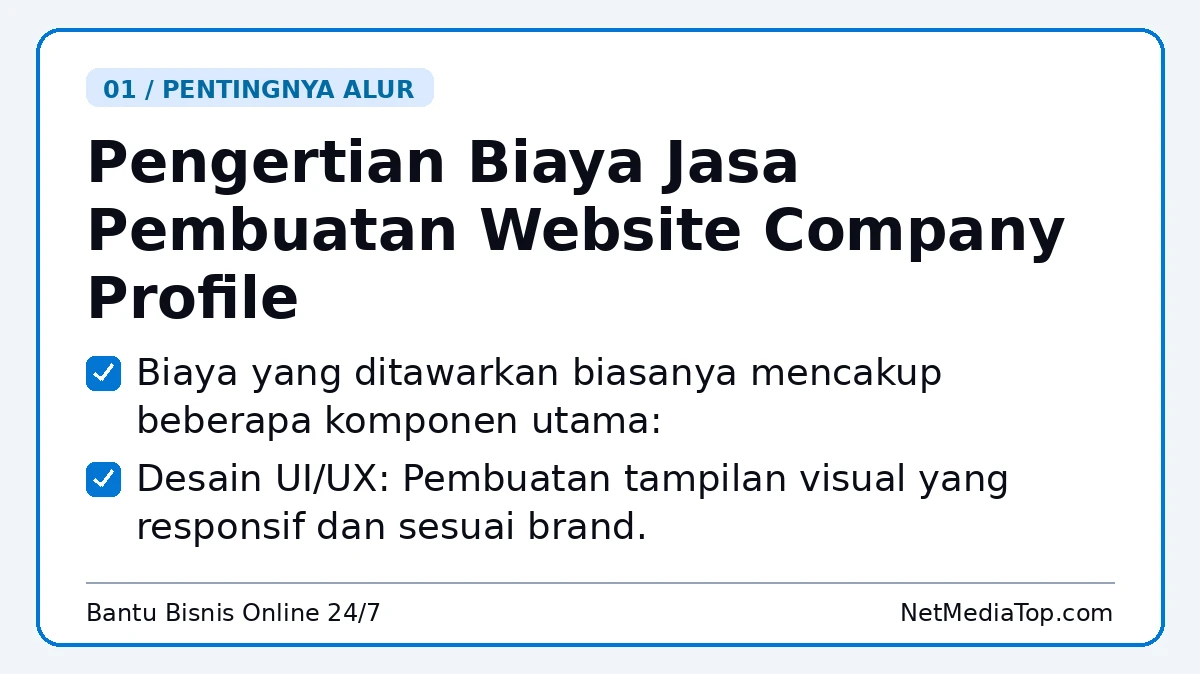 01 / PENTINGNYA ALUR
Pengertian Biaya Jasa
Pembuatan Website Company
Profile
Biaya yang ditawarkan biasanya mencakup
beberapa komponen utama:
Desain UI/UX: Pembuatan tampilan visual yang
responsif dan sesuai brand.
Bantu Bisnis Online 24/7
NetMediaTop.com